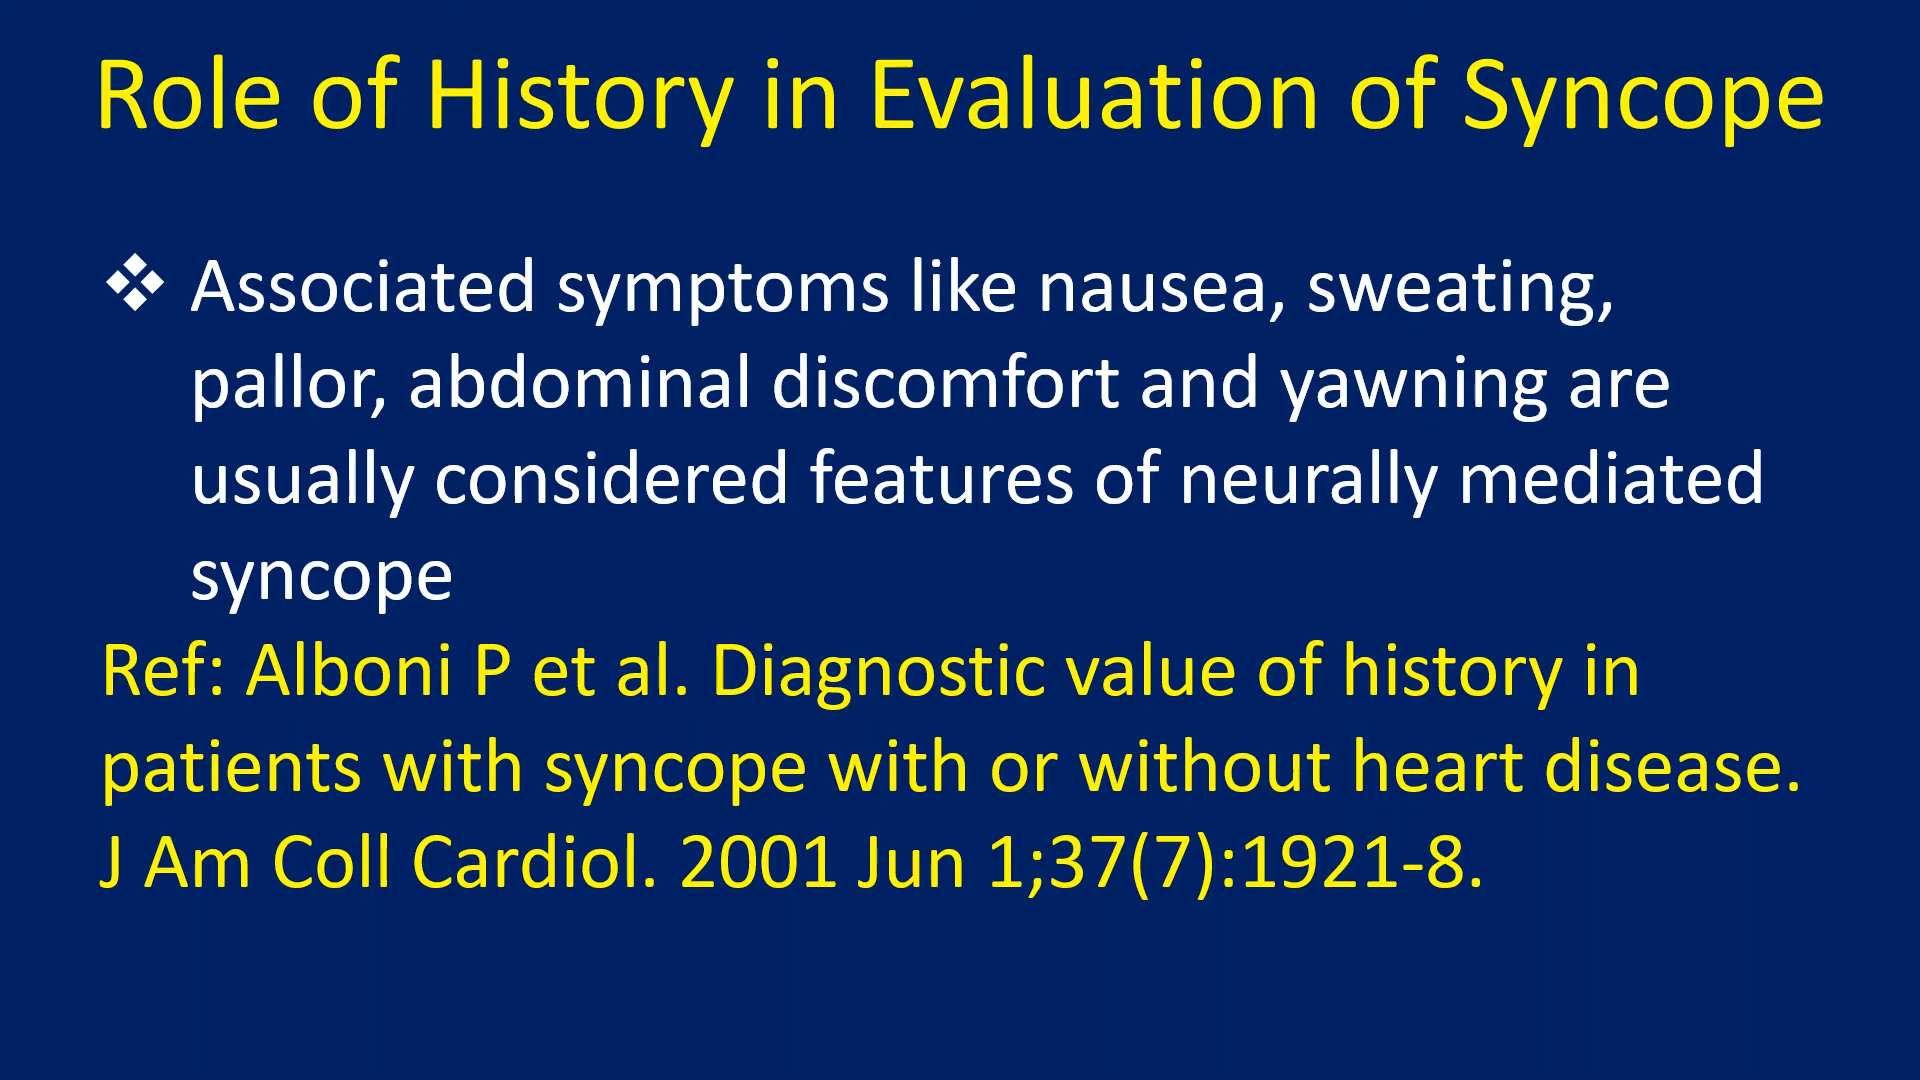 Role of History in Evaluation of Syncope
❖ Associated symptoms like nausea, sweating,
pallor, abdominal discomfort and yawning are
usually considered features of neurally mediated
syncope
Ref: Alboni P et al. Diagnostic value of history in
patients with syncope with or without heart disease.
J Am Coll Cardiol. 2001 Jun 1;37(7):1921-8.